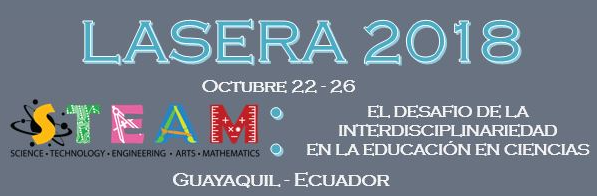 LASERA 2018
OCTUBRE 22 - 26
STEAM:
SCIENCE • TECHNOLOGY • ENGINEERING • ARTS • MATHEMATICS
EL DESAFIO DE LA
INTERDISCIPLINARIEDAD
EN LA EDUCACIÓN EN CIENCIAS
GUAYAQUIL - ECUADOR